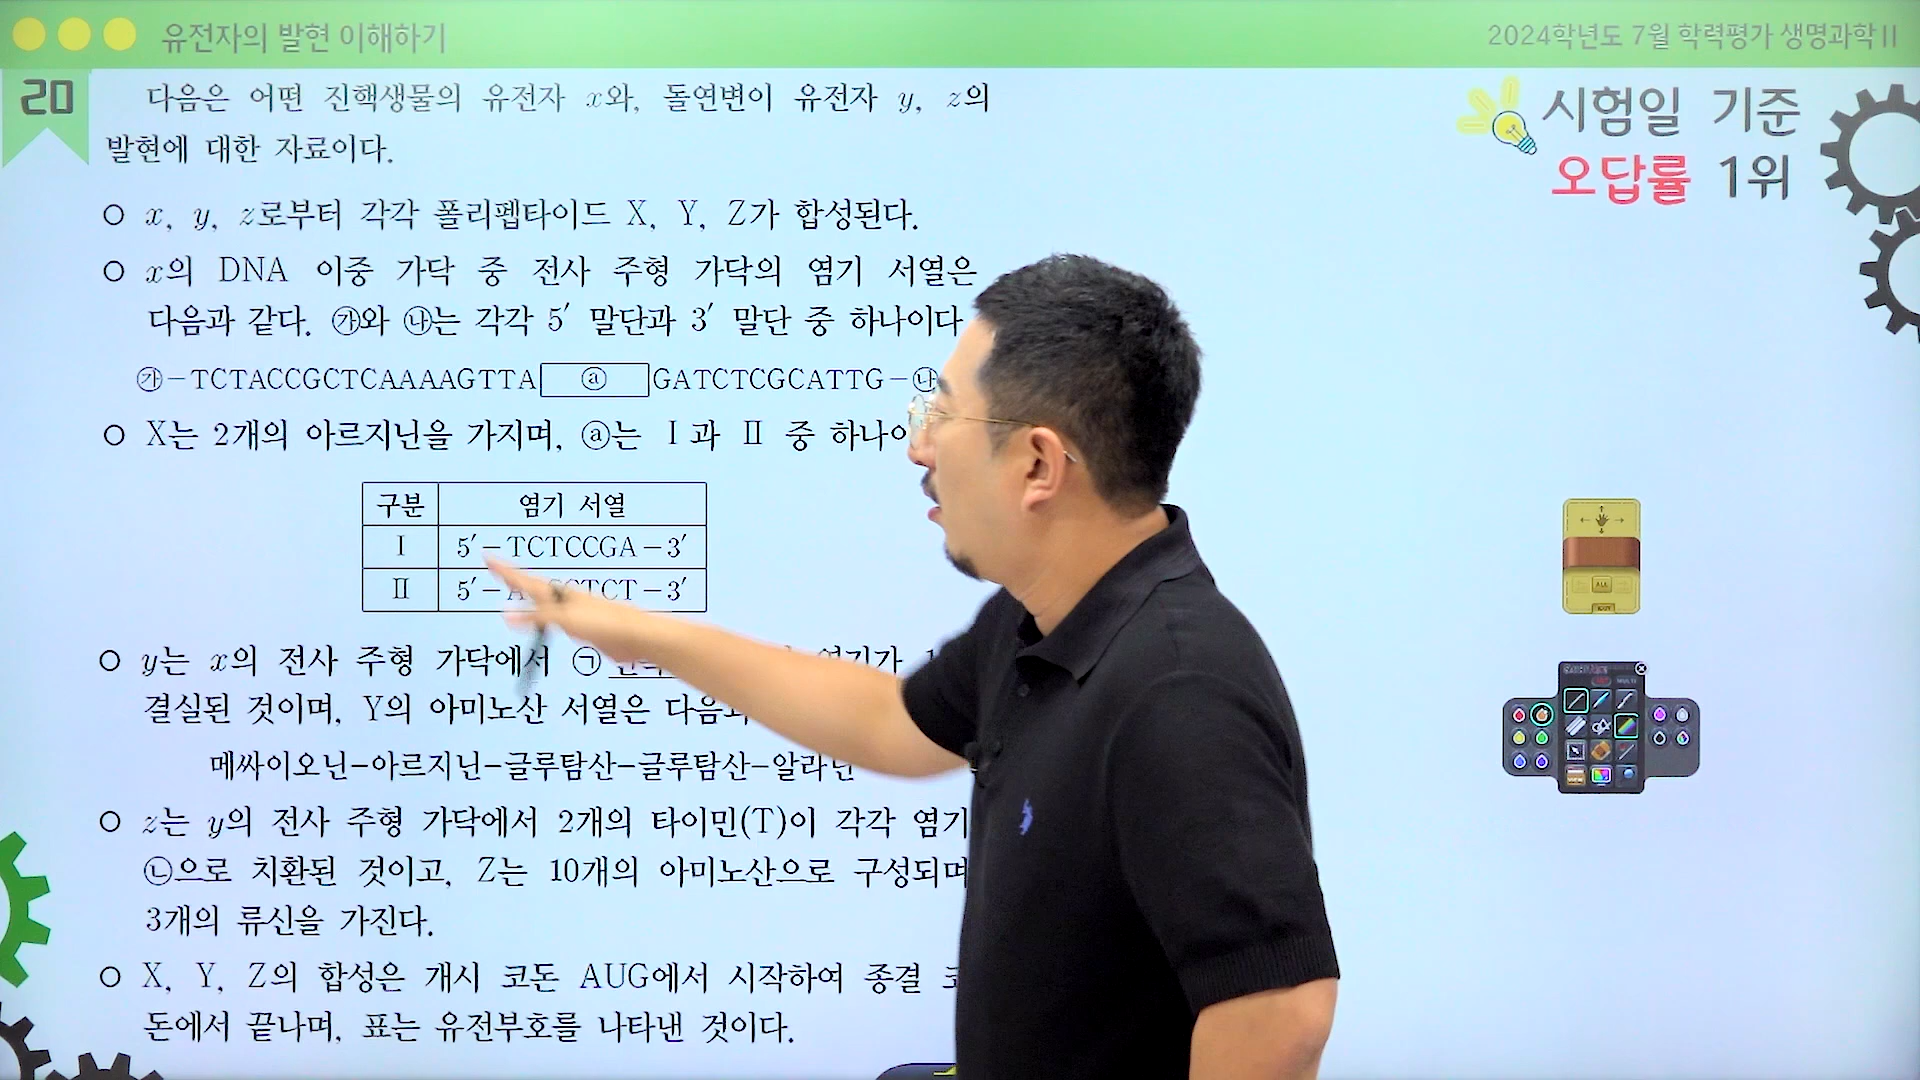 유전자의 발현 이해하기
2024학년도 7월 학력평가 생명과학Ⅱ
20
다음은 어떤 진핵생물의 유전자 x와, 돌연변이 유전자 y, z의
발현에 대한 자료이다.
시험일 기준
오답률 1위
○ x, y, z로부터 각각 폴리펩타이드 X, Y, Z가 합성된다.
○ x의 DNA 이중 가닥 중 전사 주형 가닥의 염기 서열은
다음과 같다. ㉮와 ㉯는 각각 5′ 말단과 3′ 말단 중 하나이다
㉮-TCTACCGCTCAAAAGTTA ⓐ GATCTCGCATTG-㉯
○ X는 2개의 아르지닌을 가지며, ⓐ는 Ⅰ과 Ⅱ 중
구분 염기 서열
Ⅰ 5′-TCTCCGA-3′
Ⅱ 5′- CTCT-3′
○ y는 x의 전사 주형 가닥에서 ㉠
결실된 것이며, Y의 아미노산 서열은
메싸이오닌-아르지닌-글루탐산-글루탐산-알라닌
○ z는 y의 전사 주형 가닥에서 2개의 타이민(T)이 각각 염기
㉡으로 치환된 것이고, Z는 10개의 아미노산으로 구성되며
3개의 류신을 가진다.
○ X, Y, Z의 합성은 개시 코돈 AUG에서 시작하여 종결
돈에서 끝나며, 표는 유전부호를 나타낸 것이다.
ALL
EXIT